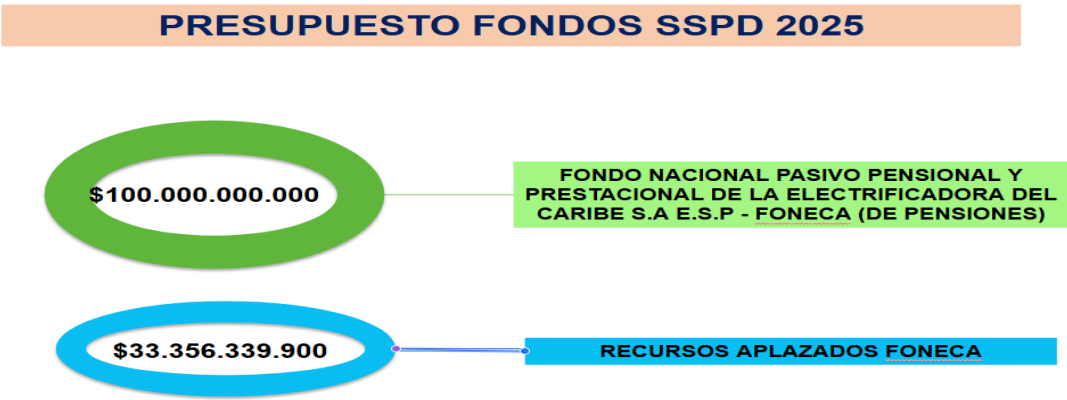 PRESUPUESTO FONDOS SSPD 2025
$100.000.000.000
FONDO NACIONAL PASIVO PENSIONAL Y
PRESTACIONAL DE LA ELECTRIFICADORA DEL
CARIBE S.A E.S.P - FONECA (DE PENSIONES)
$33.356.339.900
RECURSOS APLAZADOS FONECA